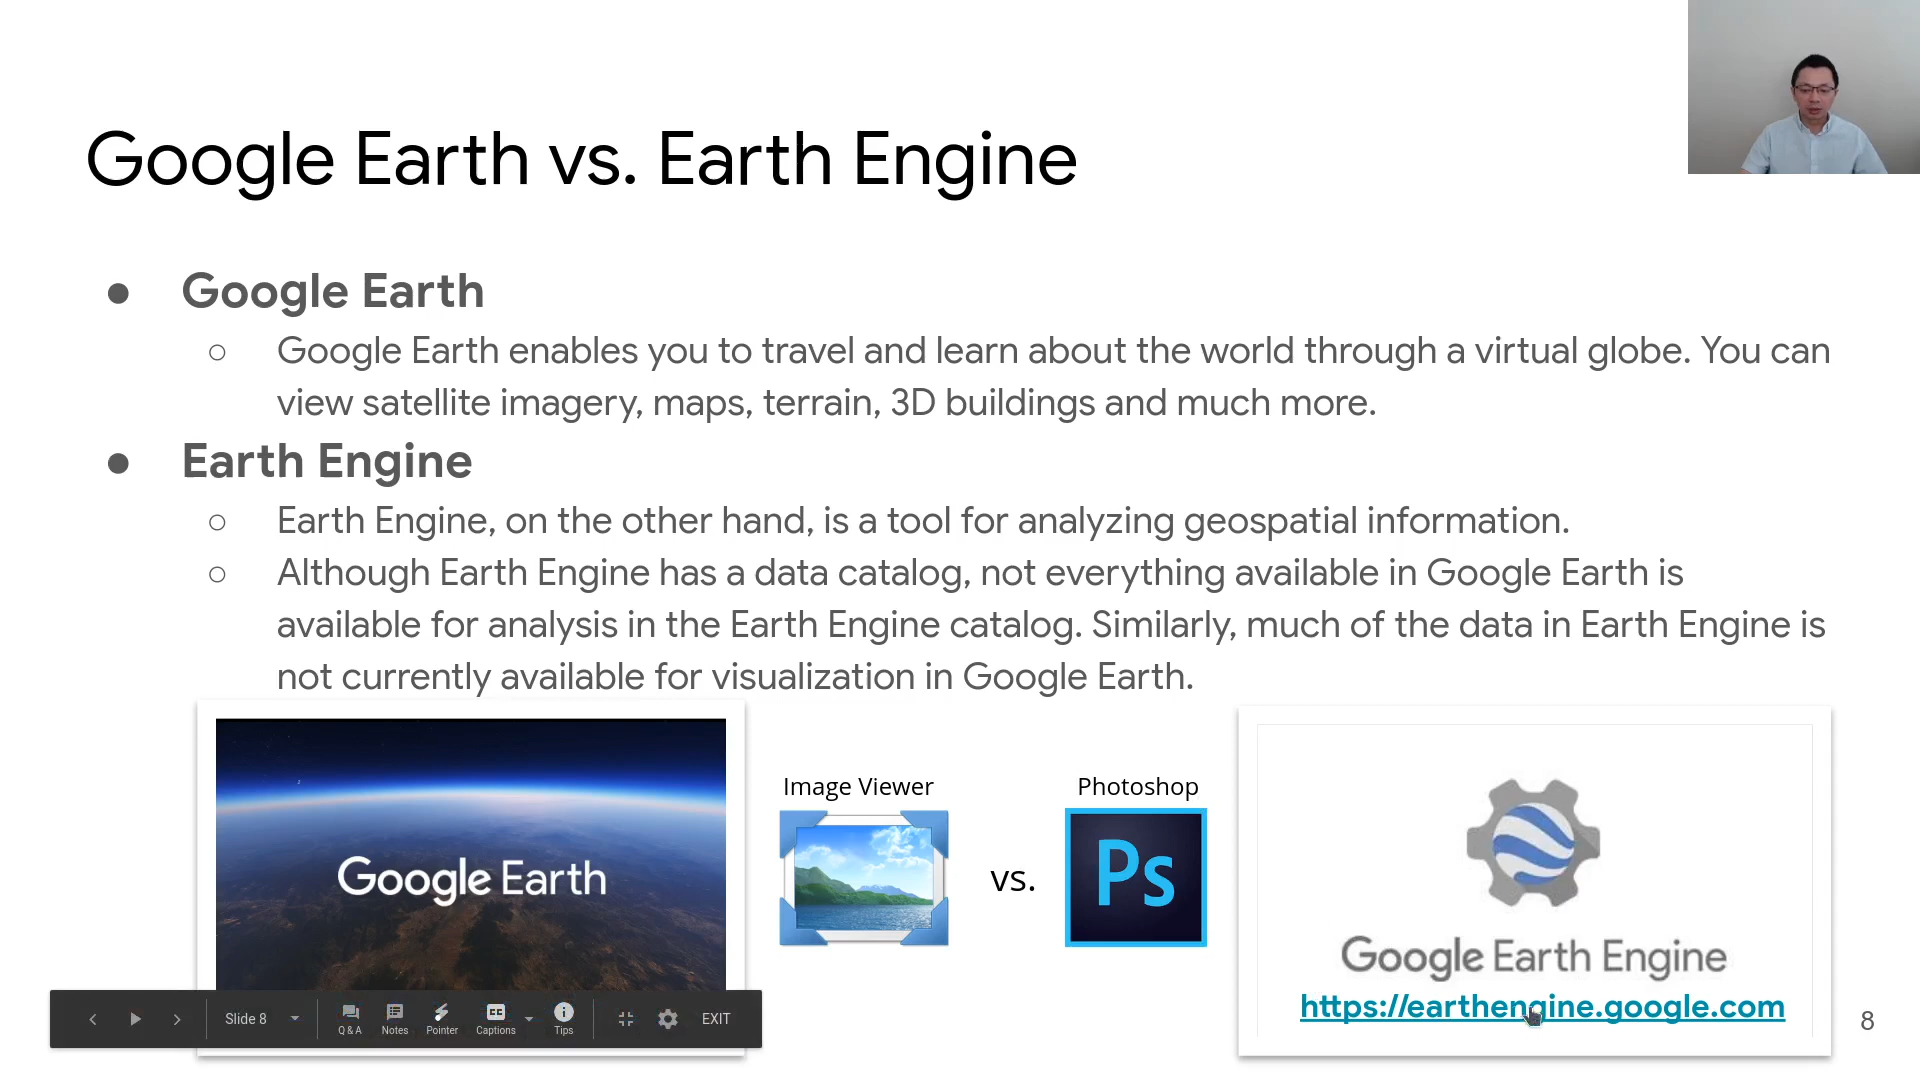 Google Earth vs. Earth Engine
● Google Earth
○ Google Earth enables you to travel and learn about the world through a virtual globe. You can
view satellite imagery, maps, terrain, 3D buildings and much more.
● Earth Engine
○ Earth Engine, on the other hand, is a tool for analyzing geospatial information.
○ Although Earth Engine has a data catalog, not everything available in Google Earth is
available for analysis in the Earth Engine catalog. Similarly, much of the data in Earth Engine is
not currently available for visualization in Google Earth.
Google Earth
Image Viewer
vs.
Photoshop
Ps
Google Earth Engine
https://earthengine.google.com
Slide 8
Q & A
Notes
Pointer
Captions
Tips
EXIT
8